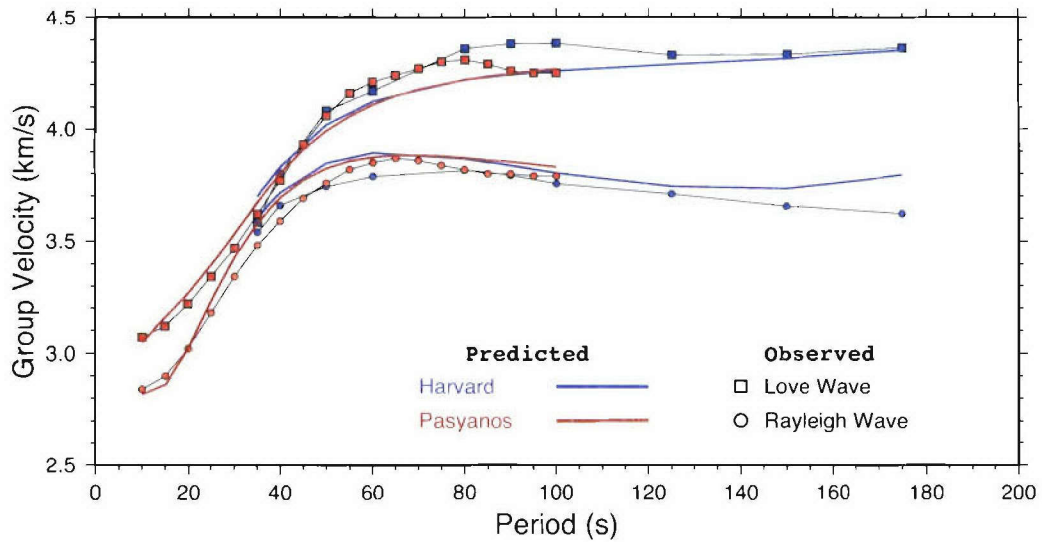 4.5
4.0
3.5
3.0
2.5
Group Velocity (km/s)
Predicted Observed
Harvard Love Wave
Pasyanos Rayleigh Wave
0 20 40 60 80 100 120 140 160 180 200
Period (s)